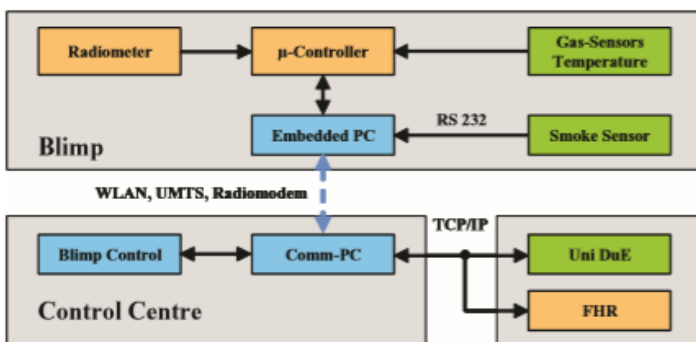 Radiometer
μ-Controller
Gas-Sensors
Temperature
RS 232
Embedded PC
Smoke Sensor
Blimp
WLAN, UMTS, Radiomodem
TCP/IP
Blimp Control
Comm-PC
Uni DuE
Control Centre
FHR